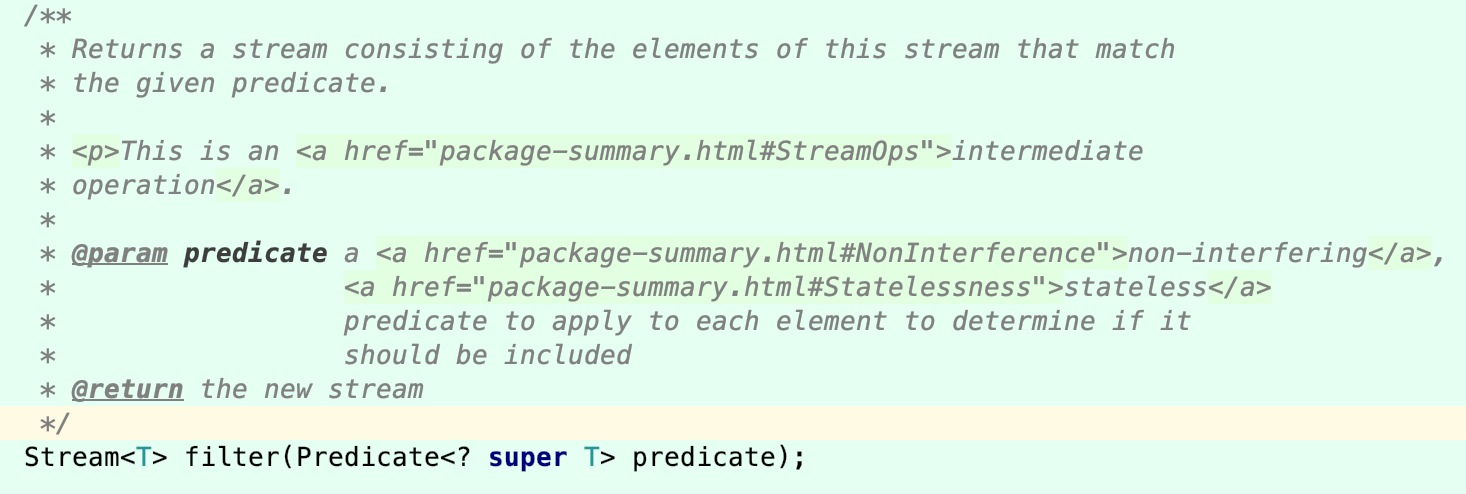 /**
 * Returns a stream consisting of the elements of this stream that match
 * the given predicate.
 *
 * <p>This is an <a href="package-summary.html#StreamOps">intermediate
 * operation</a>.
 *
 * @param predicate a <a href="package-summary.html#NonInterference">non-interfering</a>,
 *                  <a href="package-summary.html#Statelessness">stateless</a>
 *                  predicate to apply to each element to determine if it
 *                  should be included
 * @return the new stream
 */
Stream<T> filter(Predicate<? super T> predicate);